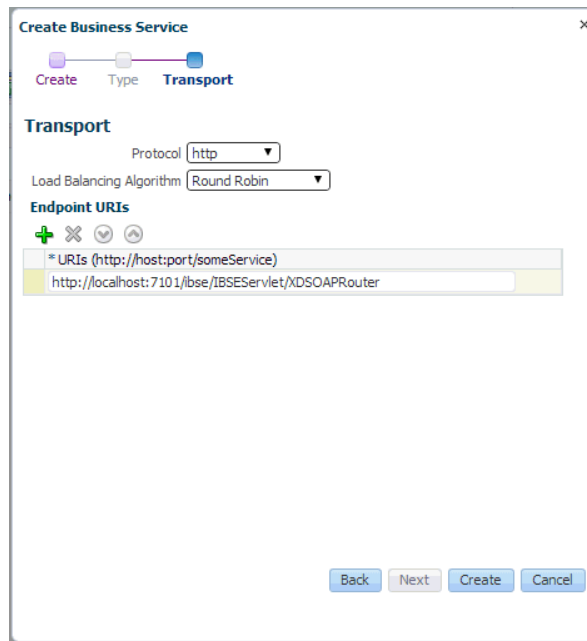 Create Business Service
×
Create Type Transport
Transport
Protocol http
Load Balancing Algorithm Round Robin
Endpoint URIs
* URIs (http://host:port/someService)
http://localhost:7101/ibse/IBSEServlet/XDSOAPRouter
Back Next Create Cancel